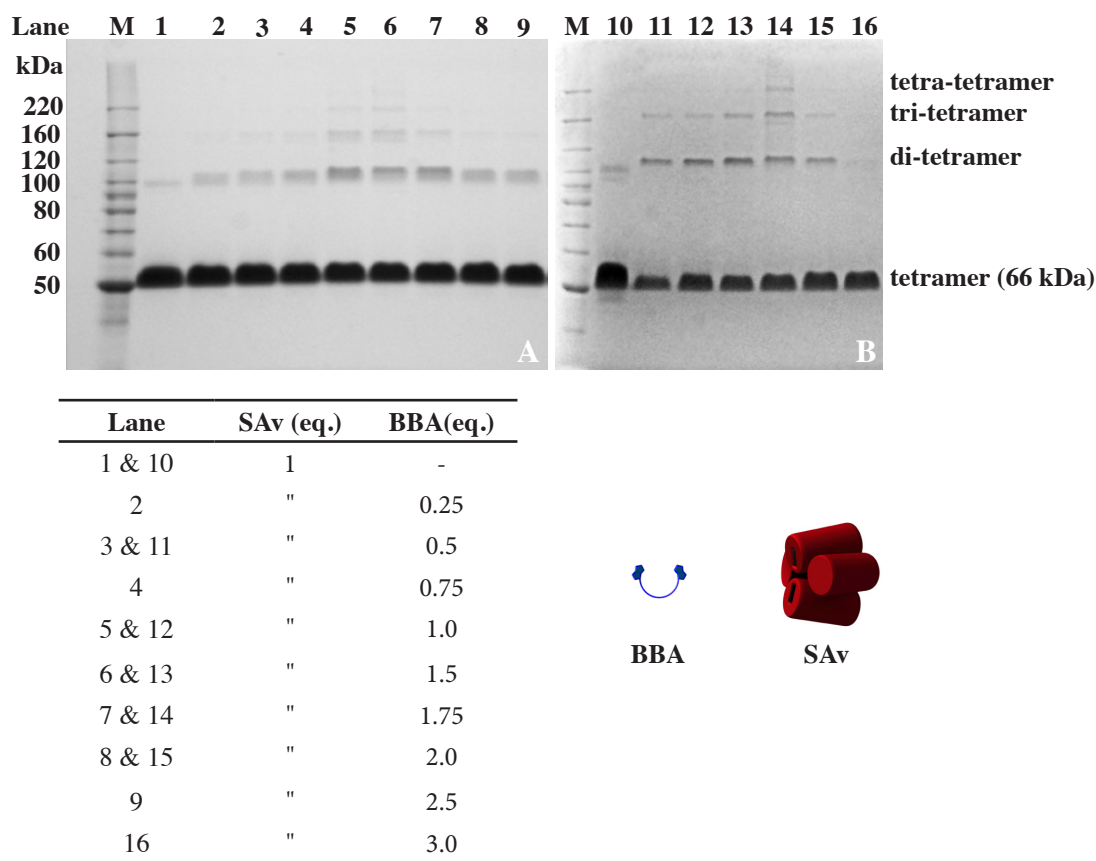 Lane M 1 2 3 4 5 6 7 8 9 M 10 11 12 13 14 15 16
kDa
220
160
120
100
80
60
50
tetra-tetramer
tri-tetramer
di-tetramer
tetramer (66 kDa)
A
B
Lane SAv (eq.) BBA(eq.)
1 & 10 1 -
2 " 0.25
3 & 11 " 0.5
4 " 0.75
5 & 12 " 1.0
6 & 13 " 1.5
7 & 14 " 1.75
8 & 15 " 2.0
9 " 2.5
16 " 3.0
BBA SAv